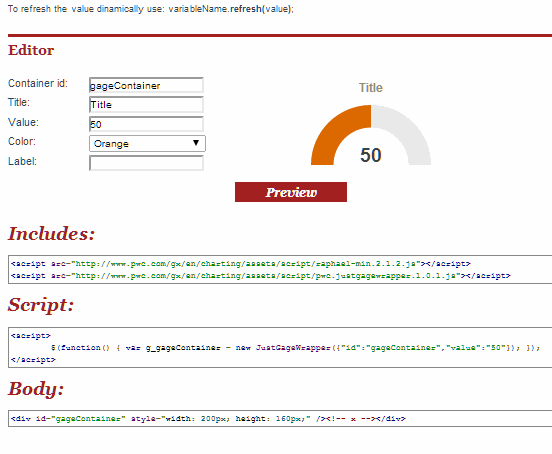 To refresh the value dinamically use: variableName.refresh(value);
Editor
Container id: gageContainer
Title: Title
Value: 50
Color: Orange
Label:
Title
50
Preview
Includes:
<script src="http://www.pwc.com/gx/en/charting/assets/script/raphael-min.2.1.2.js"></script>
<script src="http://www.pwc.com/gx/en/charting/assets/script/pwc.justgagewrapper.1.0.1.js"></script>
Script:
<script>
$(function() { var g_gageContainer = new JustGageWrapper({"id":"gageContainer","value":"50"}); });
</script>
Body:
<div id="gageContainer" style="width: 200px; height: 160px;" /><!-- x --></div>